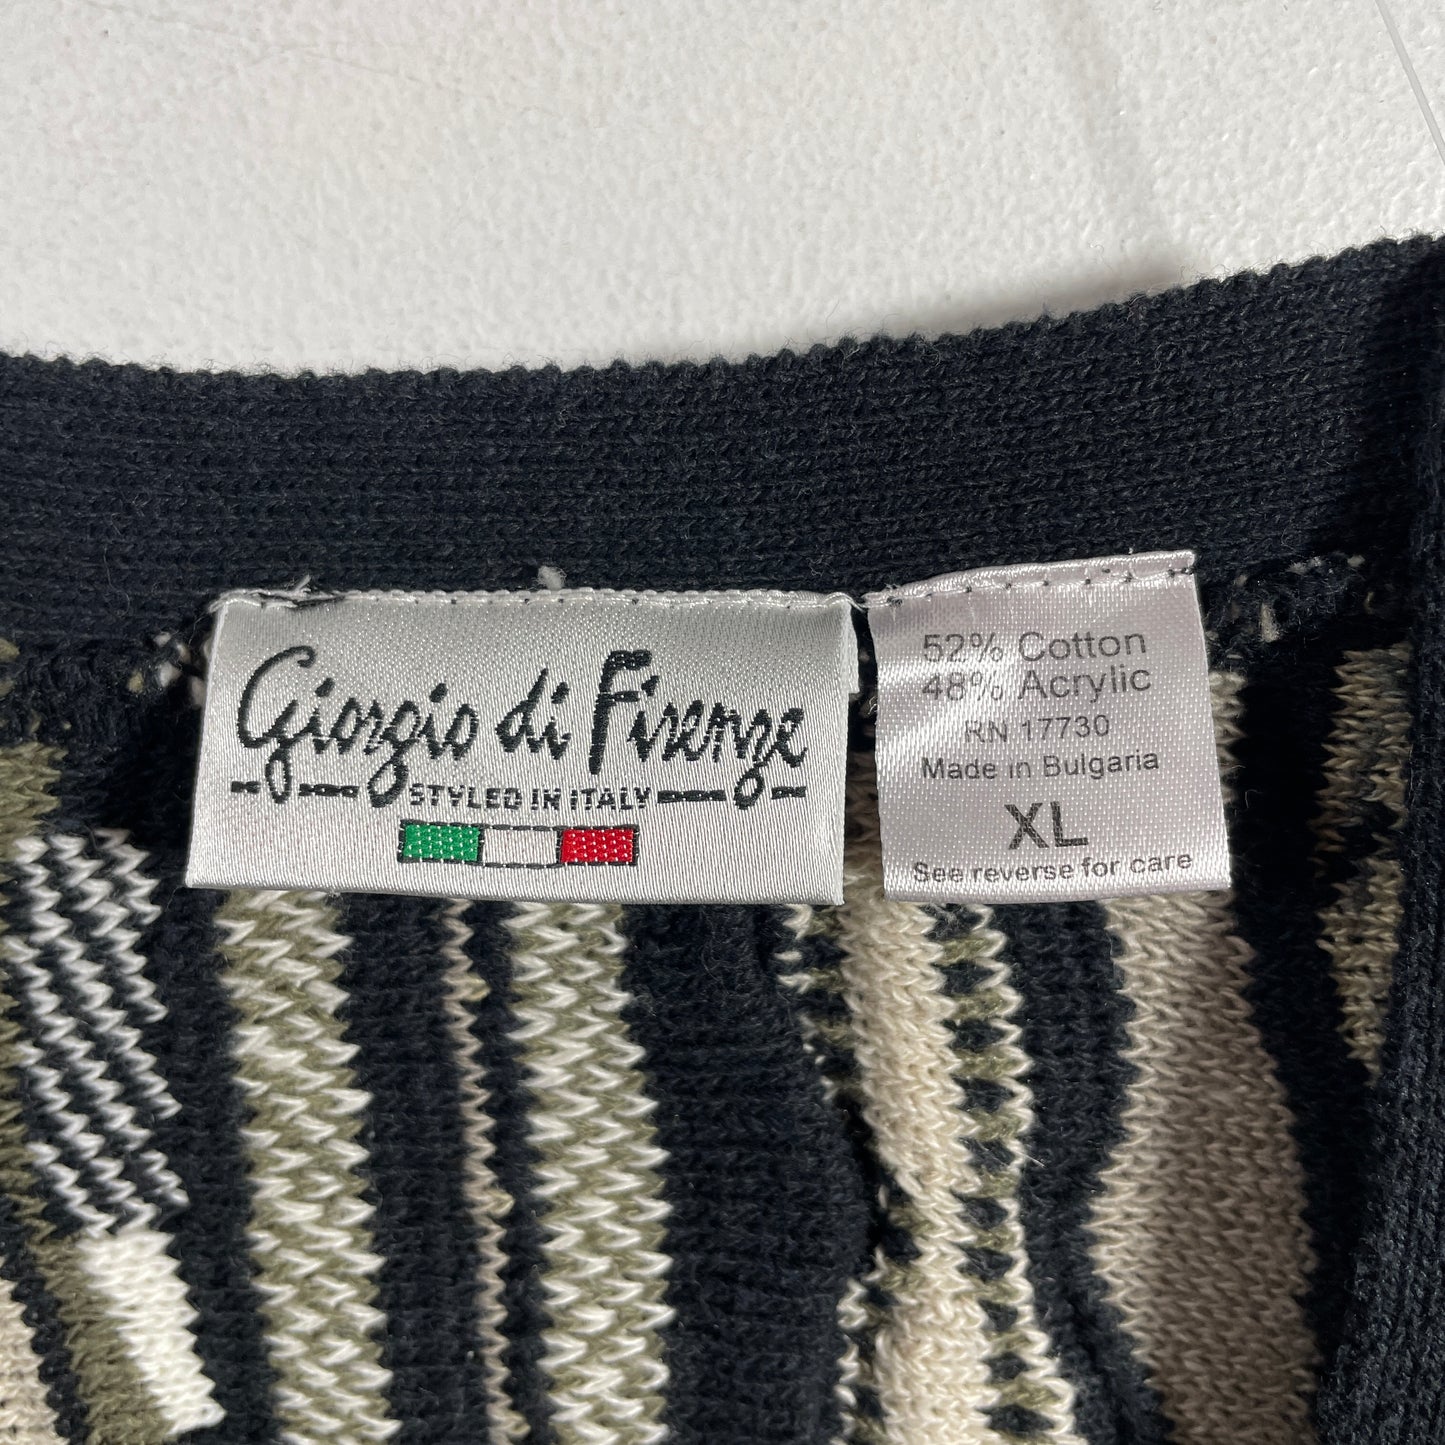 Giorgio di Firenze
STYLED IN ITALY
52% Cotton
48% Acrylic
RN 17730
Made in Bulgaria
XL
See reverse for care